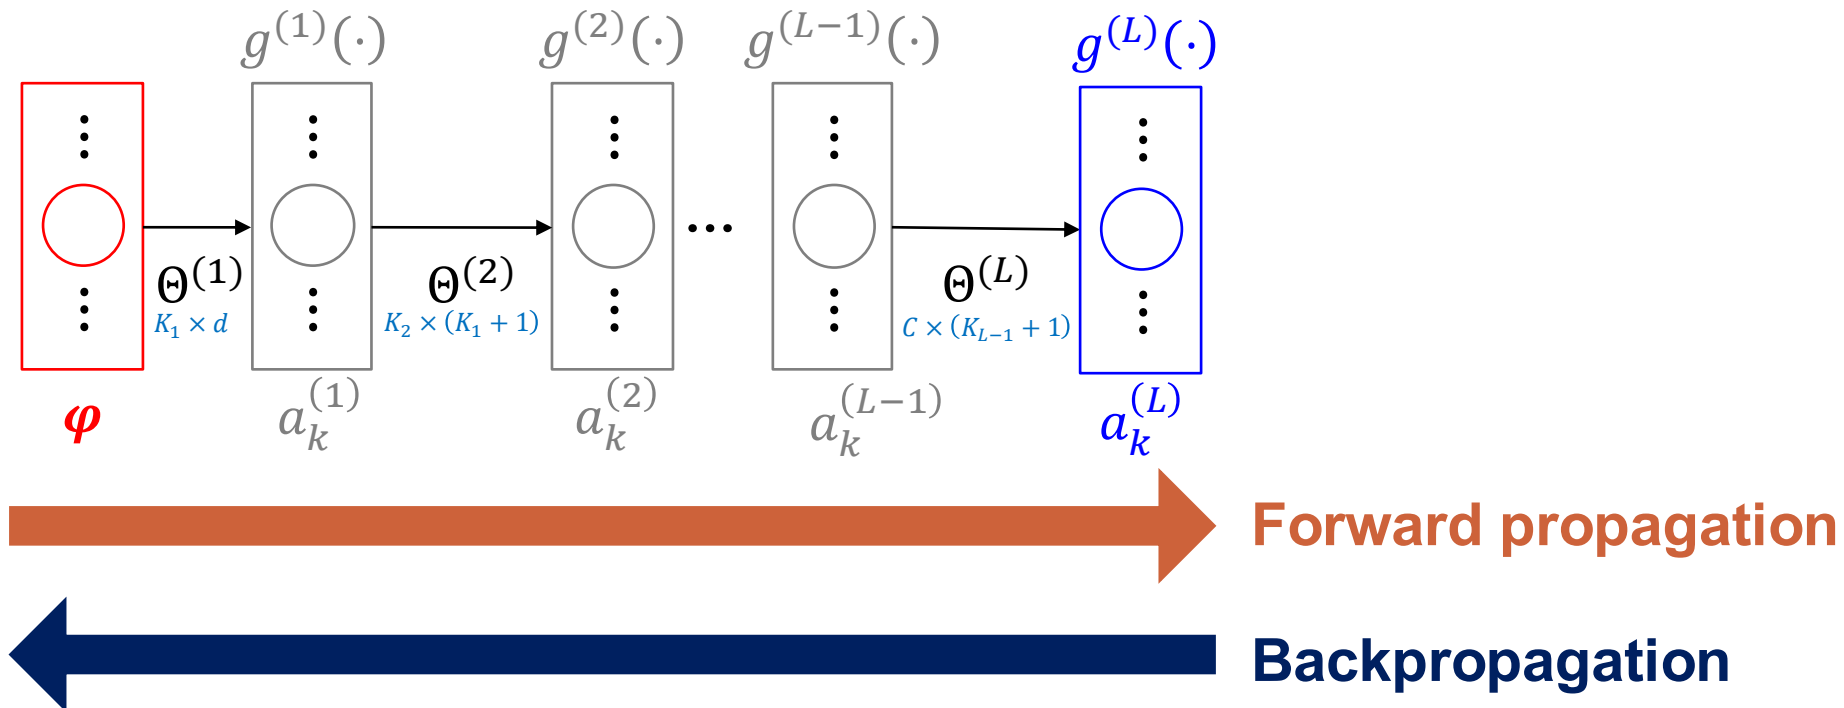 g^(1)(·) g^(2)(·) g^(L−1)(·) g^(L)(·)
⋮ ⋮ ⋮ ⋮ ⋮
⋯
Θ^(1) Θ^(2) Θ^(L)
K_1 × d K_2 × (K_1 + 1) C × (K_{L−1} + 1)
⋮ ⋮ ⋮ ⋮ ⋮
φ a_k^(1) a_k^(2) a_k^(L−1) a_k^(L)
Forward propagation
Backpropagation